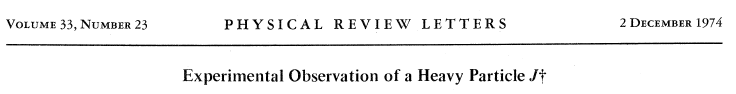 VOLUME 33, NUMBER 23 PHYSICAL REVIEW LETTERS 2 DECEMBER 1974
Experimental Observation of a Heavy Particle J†